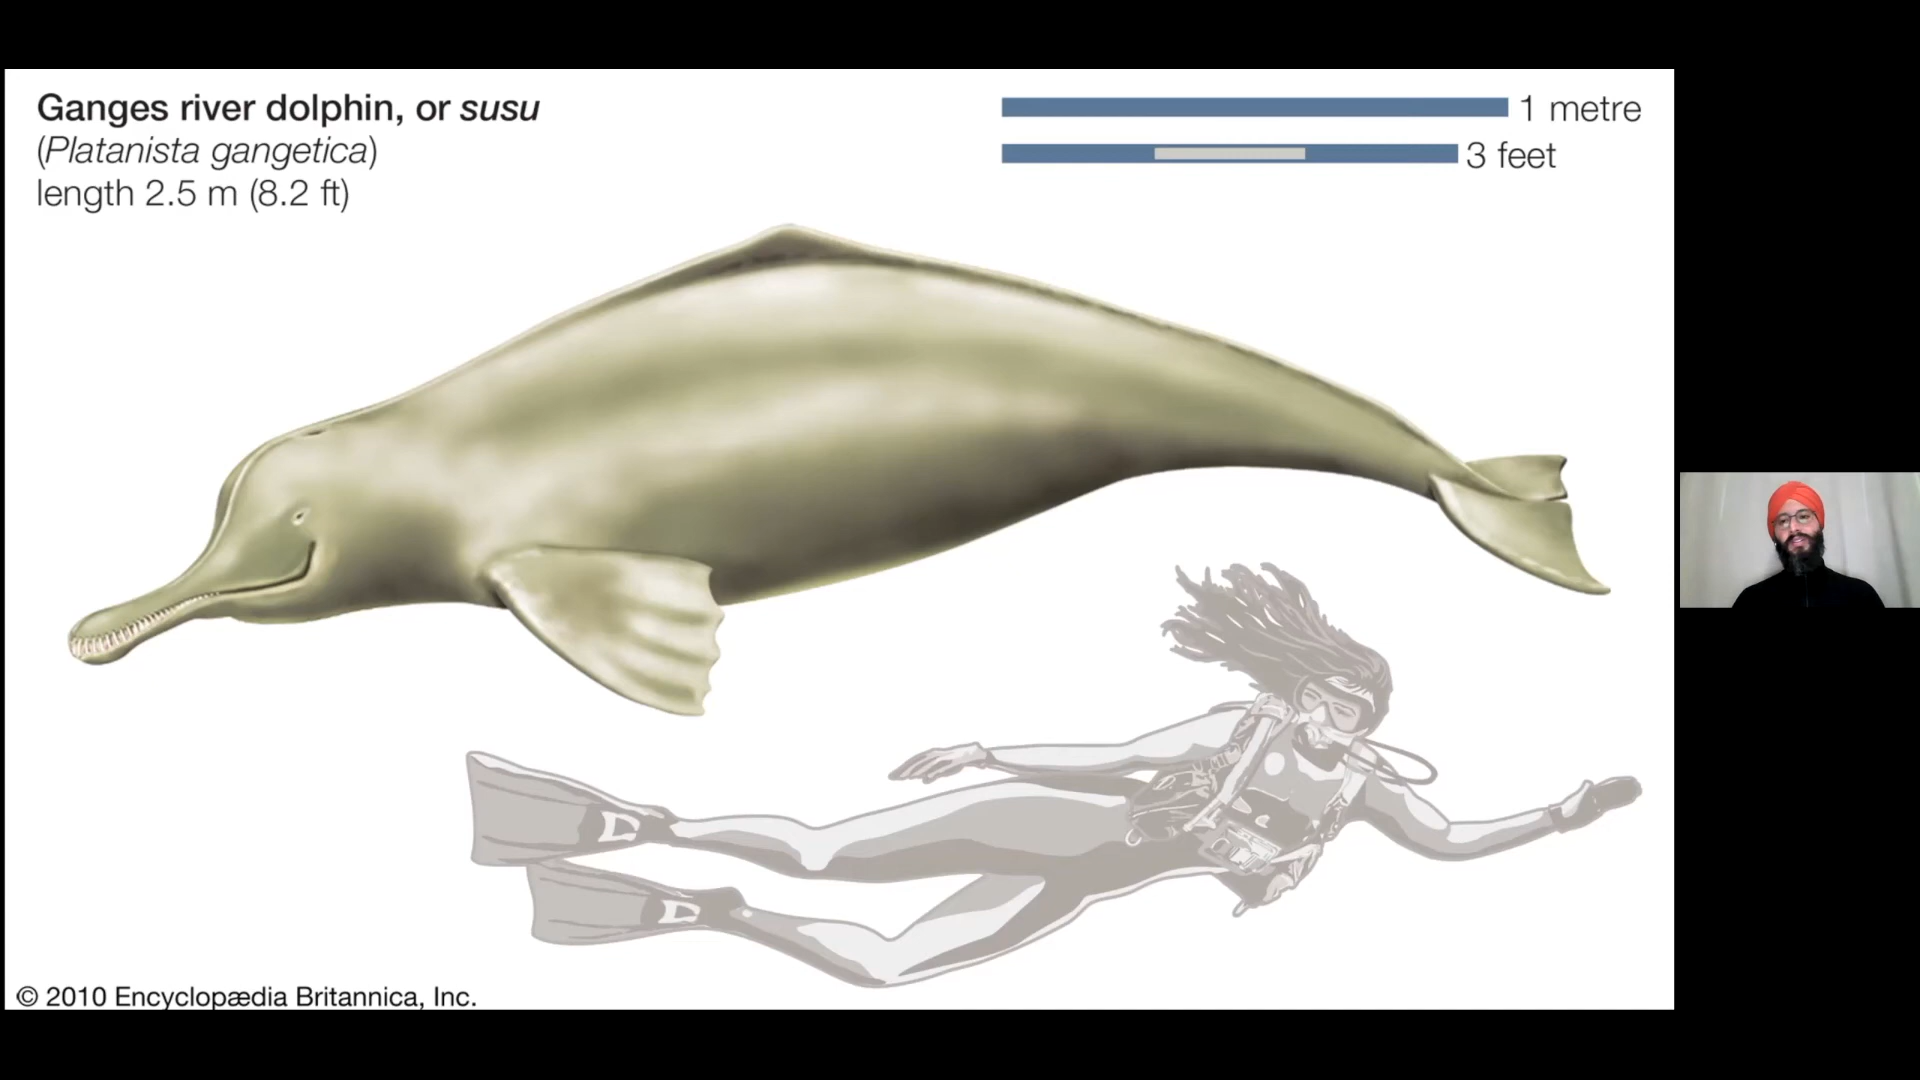 Ganges river dolphin, or susu
(Platanista gangetica)
length 2.5 m (8.2 ft)
1 metre
3 feet
© 2010 Encyclopædia Britannica, Inc.